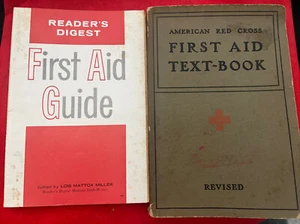 READER'S
DIGEST
First Aid
Guide
Edited by LOIS MATTOX MILLER
AMERICAN RED CROSS
FIRST AID
TEXT-BOOK
REVISED